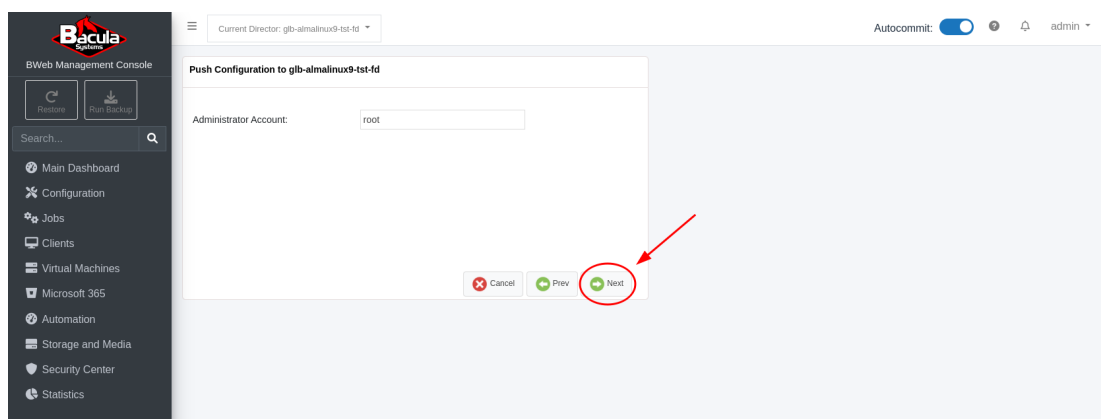 Bacula
Systems
BWeb Management Console
Restore
Run Backup
Search...
Main Dashboard
Configuration
Jobs
Clients
Virtual Machines
Microsoft 365
Automation
Storage and Media
Security Center
Statistics
Current Director: glb-almalinux9-tst-fd
Autocommit:
admin
Push Configuration to glb-almalinux9-tst-fd
Administrator Account: root
Cancel Prev Next